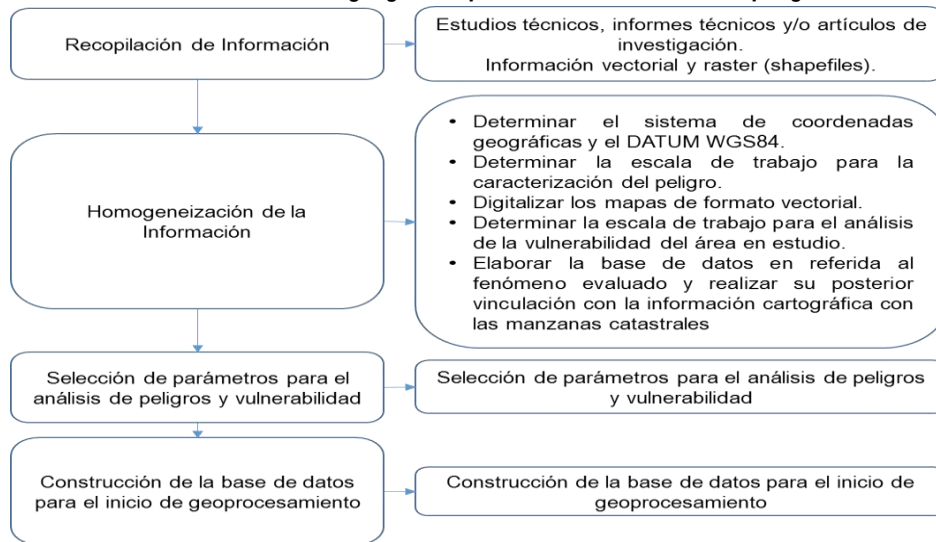 Recopilación de Información
Estudios técnicos, informes técnicos y/o artículos de
investigación.
Información vectorial y raster (shapefiles).
Homogeneización de la
Información
• Determinar el sistema de coordenadas
geográficas y el DATUM WGS84.
• Determinar la escala de trabajo para la
caracterización del peligro.
• Digitalizar los mapas de formato vectorial.
• Determinar la escala de trabajo para el análisis
de la vulnerabilidad del área en estudio.
• Elaborar la base de datos en referida al
fenómeno evaluado y realizar su posterior
vinculación con la información cartográfica con
las manzanas catastrales
Selección de parámetros para el
análisis de peligros y vulnerabilidad
Selección de parámetros para el análisis de peligros
y vulnerabilidad
Construcción de la base de datos
para el inicio de geoprocesamiento
Construcción de la base de datos para el inicio de
geoprocesamiento